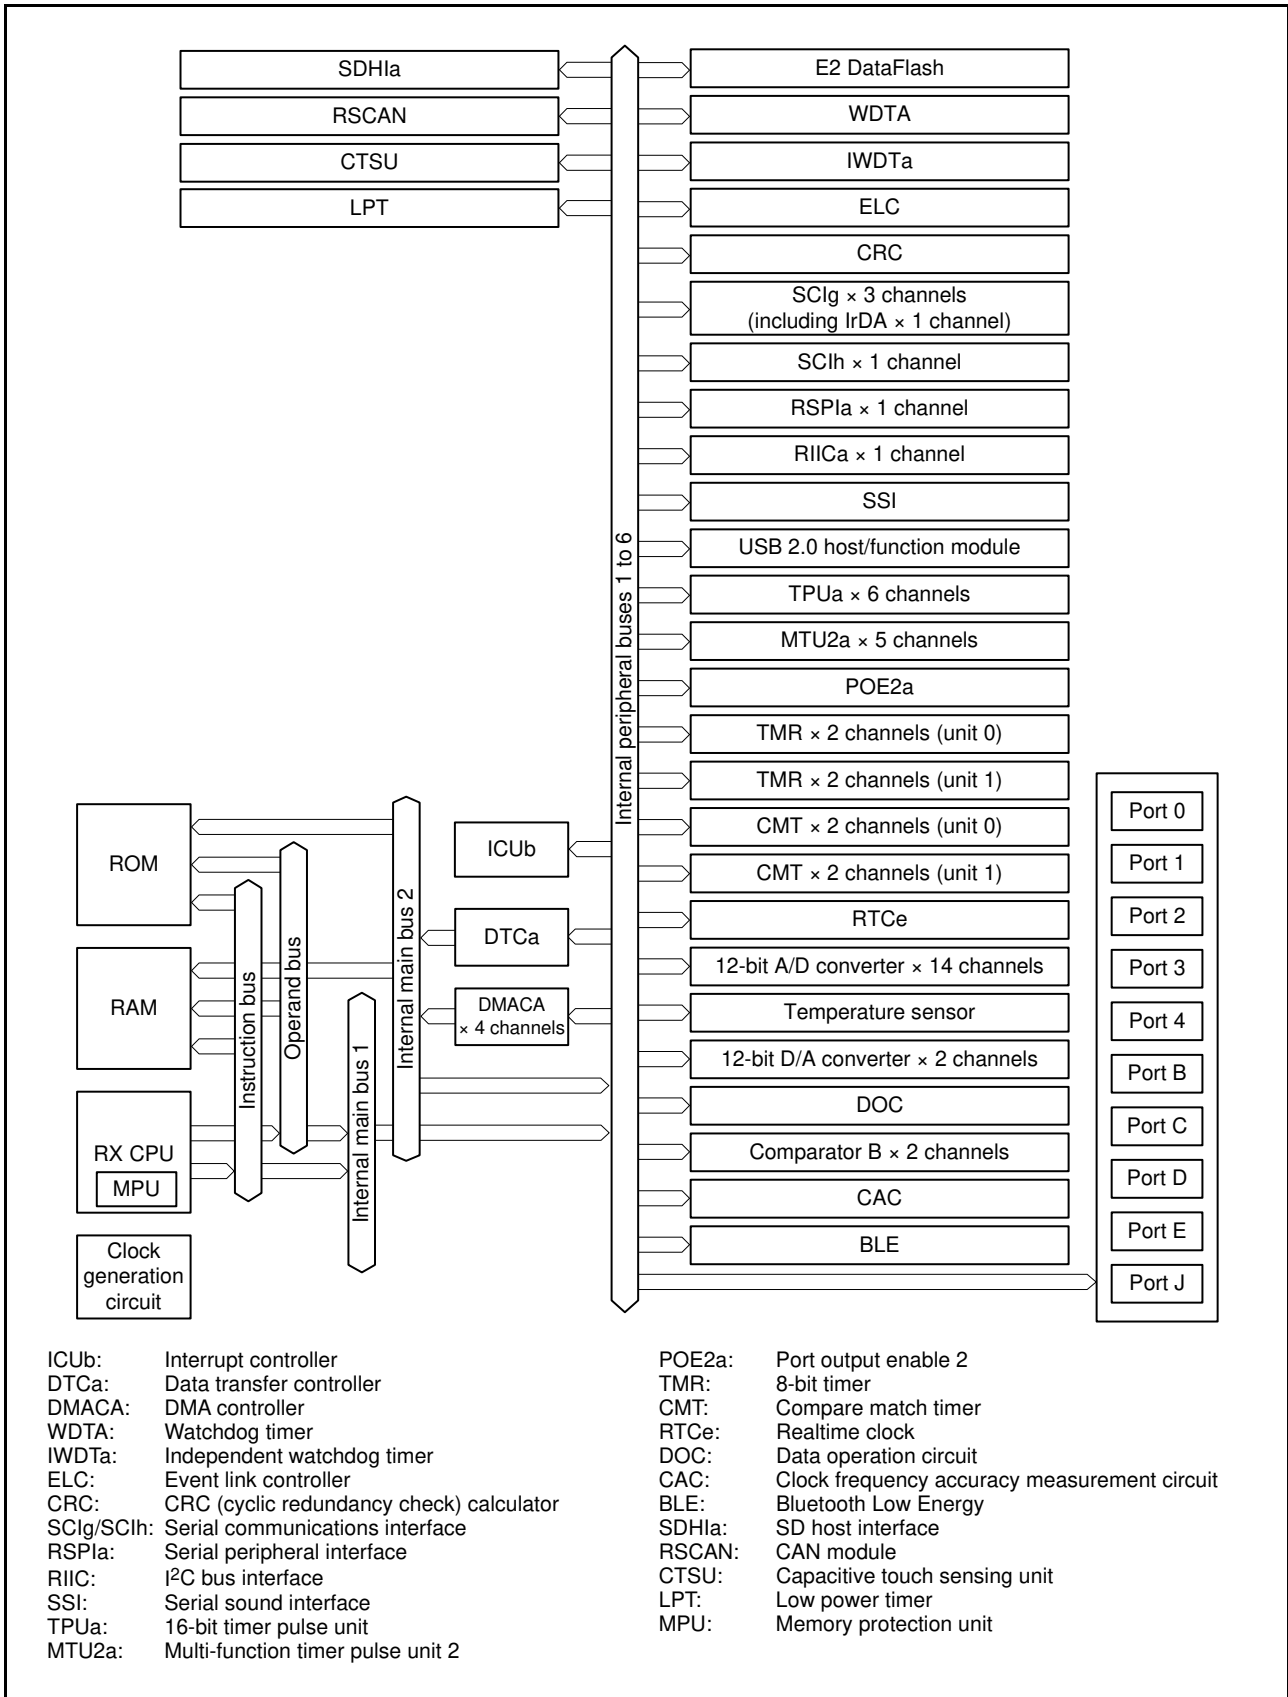 SDHIa
RSCAN
CTSU
LPT
E2 DataFlash
WDTA
IWDTa
ELC
CRC
SCIg × 3 channels
(including IrDA × 1 channel)
SCIh × 1 channel
RSPIa × 1 channel
RIICa × 1 channel
SSI
USB 2.0 host/function module
TPUa × 6 channels
MTU2a × 5 channels
POE2a
TMR × 2 channels (unit 0)
TMR × 2 channels (unit 1)
CMT × 2 channels (unit 0)
CMT × 2 channels (unit 1)
RTCe
12-bit A/D converter × 14 channels
Temperature sensor
12-bit D/A converter × 2 channels
DOC
Comparator B × 2 channels
CAC
BLE
Internal peripheral buses 1 to 6
Port 0
Port 1
Port 2
Port 3
Port 4
Port B
Port C
Port D
Port E
Port J
ROM
RAM
RX CPU
MPU
Clock
generation
circuit
Instruction bus
Operand bus
Internal main bus 1
Internal main bus 2
ICUb
DTCa
DMACA
× 4 channels
ICUb: Interrupt controller
DTCa: Data transfer controller
DMACA: DMA controller
WDTA: Watchdog timer
IWDTa: Independent watchdog timer
ELC: Event link controller
CRC: CRC (cyclic redundancy check) calculator
SCIg/SCIh: Serial communications interface
RSPIa: Serial peripheral interface
RIIC: I²C bus interface
SSI: Serial sound interface
TPUa: 16-bit timer pulse unit
MTU2a: Multi-function timer pulse unit 2
POE2a: Port output enable 2
TMR: 8-bit timer
CMT: Compare match timer
RTCe: Realtime clock
DOC: Data operation circuit
CAC: Clock frequency accuracy measurement circuit
BLE: Bluetooth Low Energy
SDHIa: SD host interface
RSCAN: CAN module
CTSU: Capacitive touch sensing unit
LPT: Low power timer
MPU: Memory protection unit